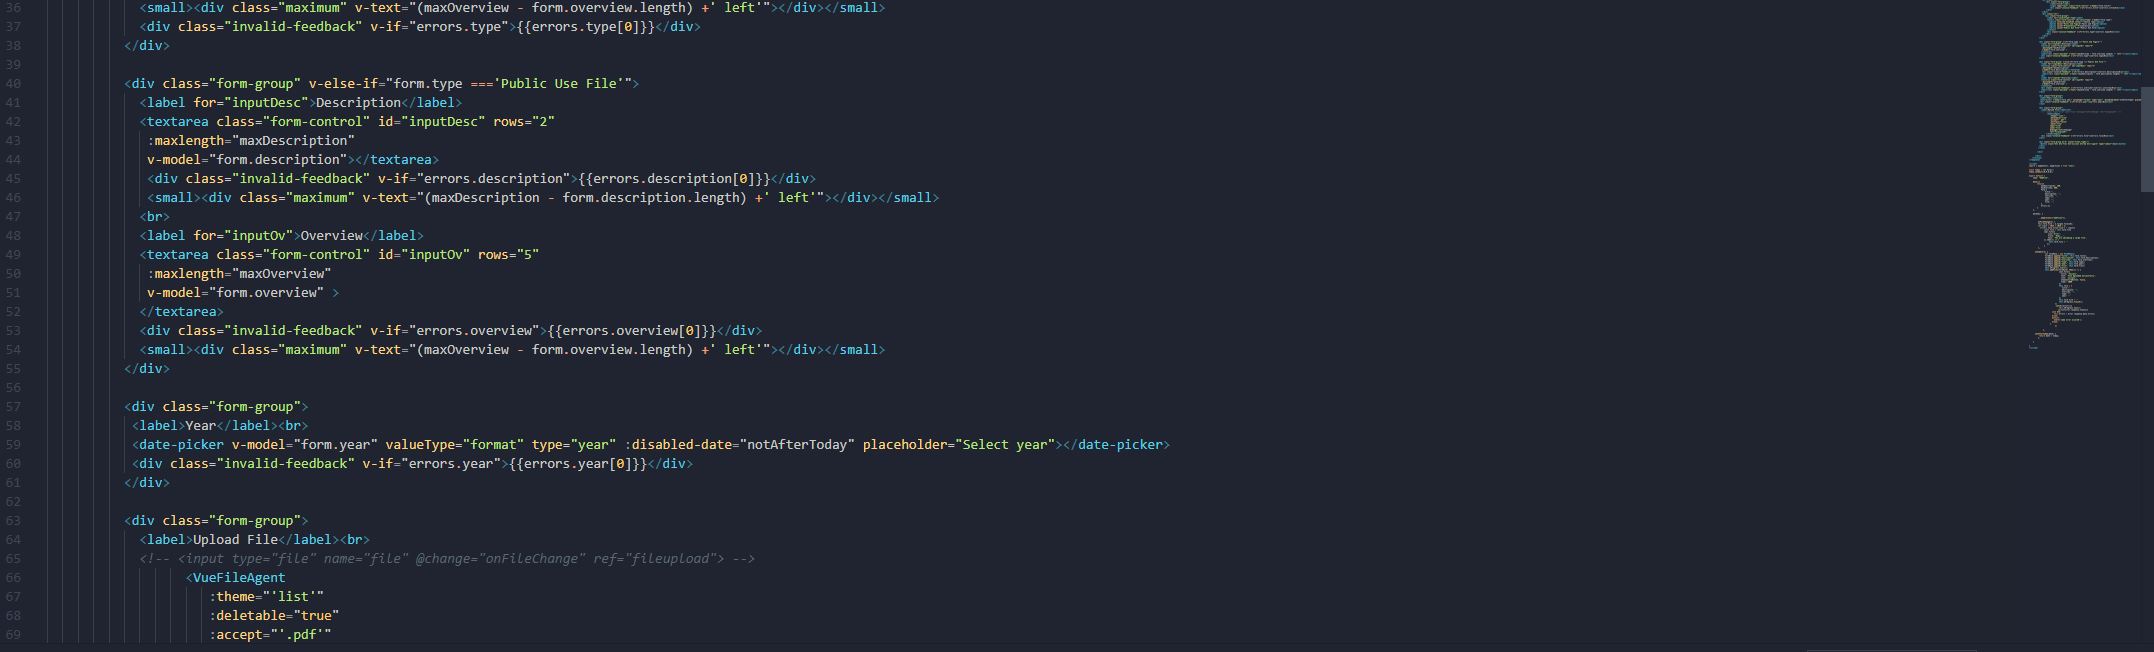 36 <small><div class="maximum" v-text="(maxOverview - form.overview.length) +' left'"></div></small>
37 <div class="invalid-feedback" v-if="errors.type">{{errors.type[0]}}</div>
38 </div>
39
40 <div class="form-group" v-else-if="form.type ==='Public Use File'">
41 <label for="inputDesc">Description</label>
42 <textarea class="form-control" id="inputDesc" rows="2"
43 :maxlength="maxDescription"
44 v-model="form.description"></textarea>
45 <div class="invalid-feedback" v-if="errors.description">{{errors.description[0]}}</div>
46 <small><div class="maximum" v-text="(maxDescription - form.description.length) +' left'"></div></small>
47 <br>
48 <label for="inputOv">Overview</label>
49 <textarea class="form-control" id="inputOv" rows="5"
50 :maxlength="maxOverview"
51 v-model="form.overview" >
52 </textarea>
53 <div class="invalid-feedback" v-if="errors.overview">{{errors.overview[0]}}</div>
54 <small><div class="maximum" v-text="(maxOverview - form.overview.length) +' left'"></div></small>
55 </div>
56
57 <div class="form-group">
58 <label>Year</label><br>
59 <date-picker v-model="form.year" valueType="format" type="year" :disabled-date="notAfterToday" placeholder="Select year"></date-picker>
60 <div class="invalid-feedback" v-if="errors.year">{{errors.year[0]}}</div>
61 </div>
62
63 <div class="form-group">
64 <label>Upload File</label><br>
65 <!-- <input type="file" name="file" @change="onFileChange" ref="fileupload"> -->
66 <VueFileAgent
67 :theme="'list'"
68 :deletable="true"
69 :accept="'.pdf'"